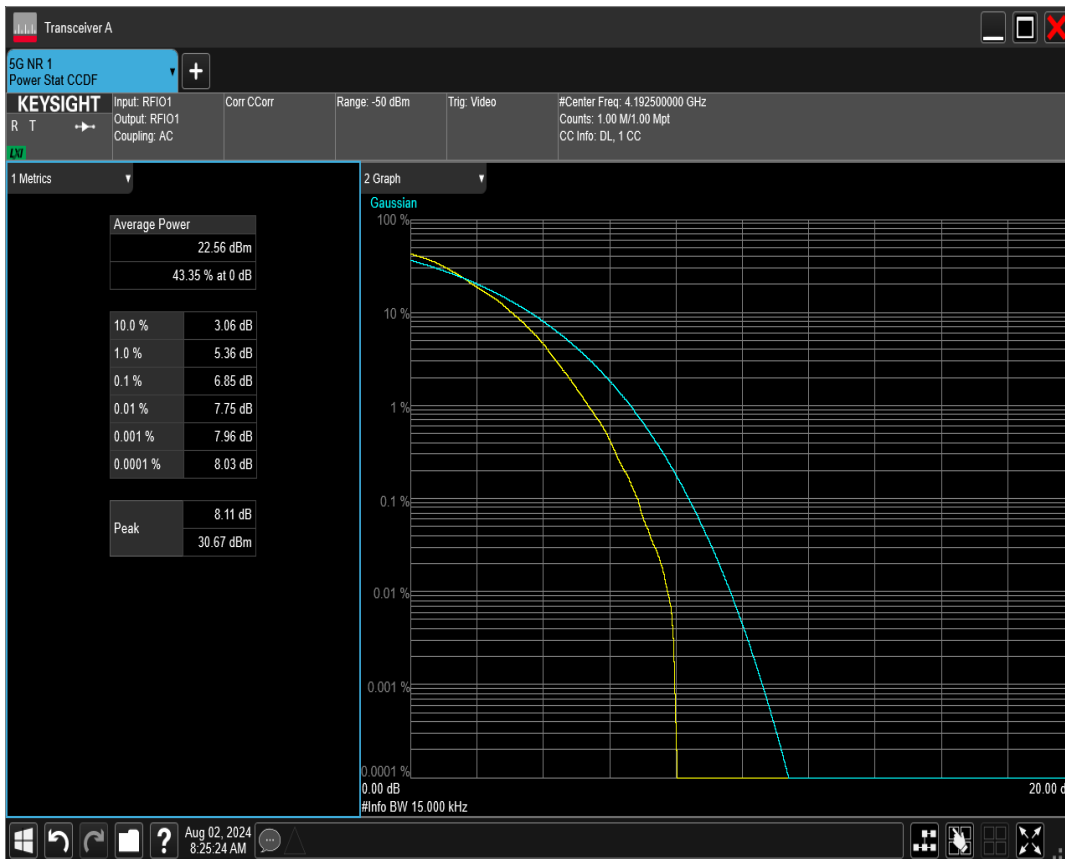 Transceiver A
5G NR 1
Power Stat CCDF
KEYSIGHT
R T
LXI
Input: RFIO1
Output: RFIO1
Coupling: AC
Corr CCorr
Range: -50 dBm
Trig: Video
#Center Freq: 4.192500000 GHz
Counts: 1.00 M/1.00 Mpt
CC Info: DL, 1 CC
1 Metrics
Average Power
22.56 dBm
43.35 % at 0 dB
10.0 % 3.06 dB
1.0 % 5.36 dB
0.1 % 6.85 dB
0.01 % 7.75 dB
0.001 % 7.96 dB
0.0001 % 8.03 dB
Peak
8.11 dB
30.67 dBm
2 Graph
Gaussian
100 %
10 %
1 %
0.1 %
0.01 %
0.001 %
0.0001 %
0.00 dB
20.00 d
#Info BW 15.000 kHz
?
Aug 02, 2024
8:25:24 AM